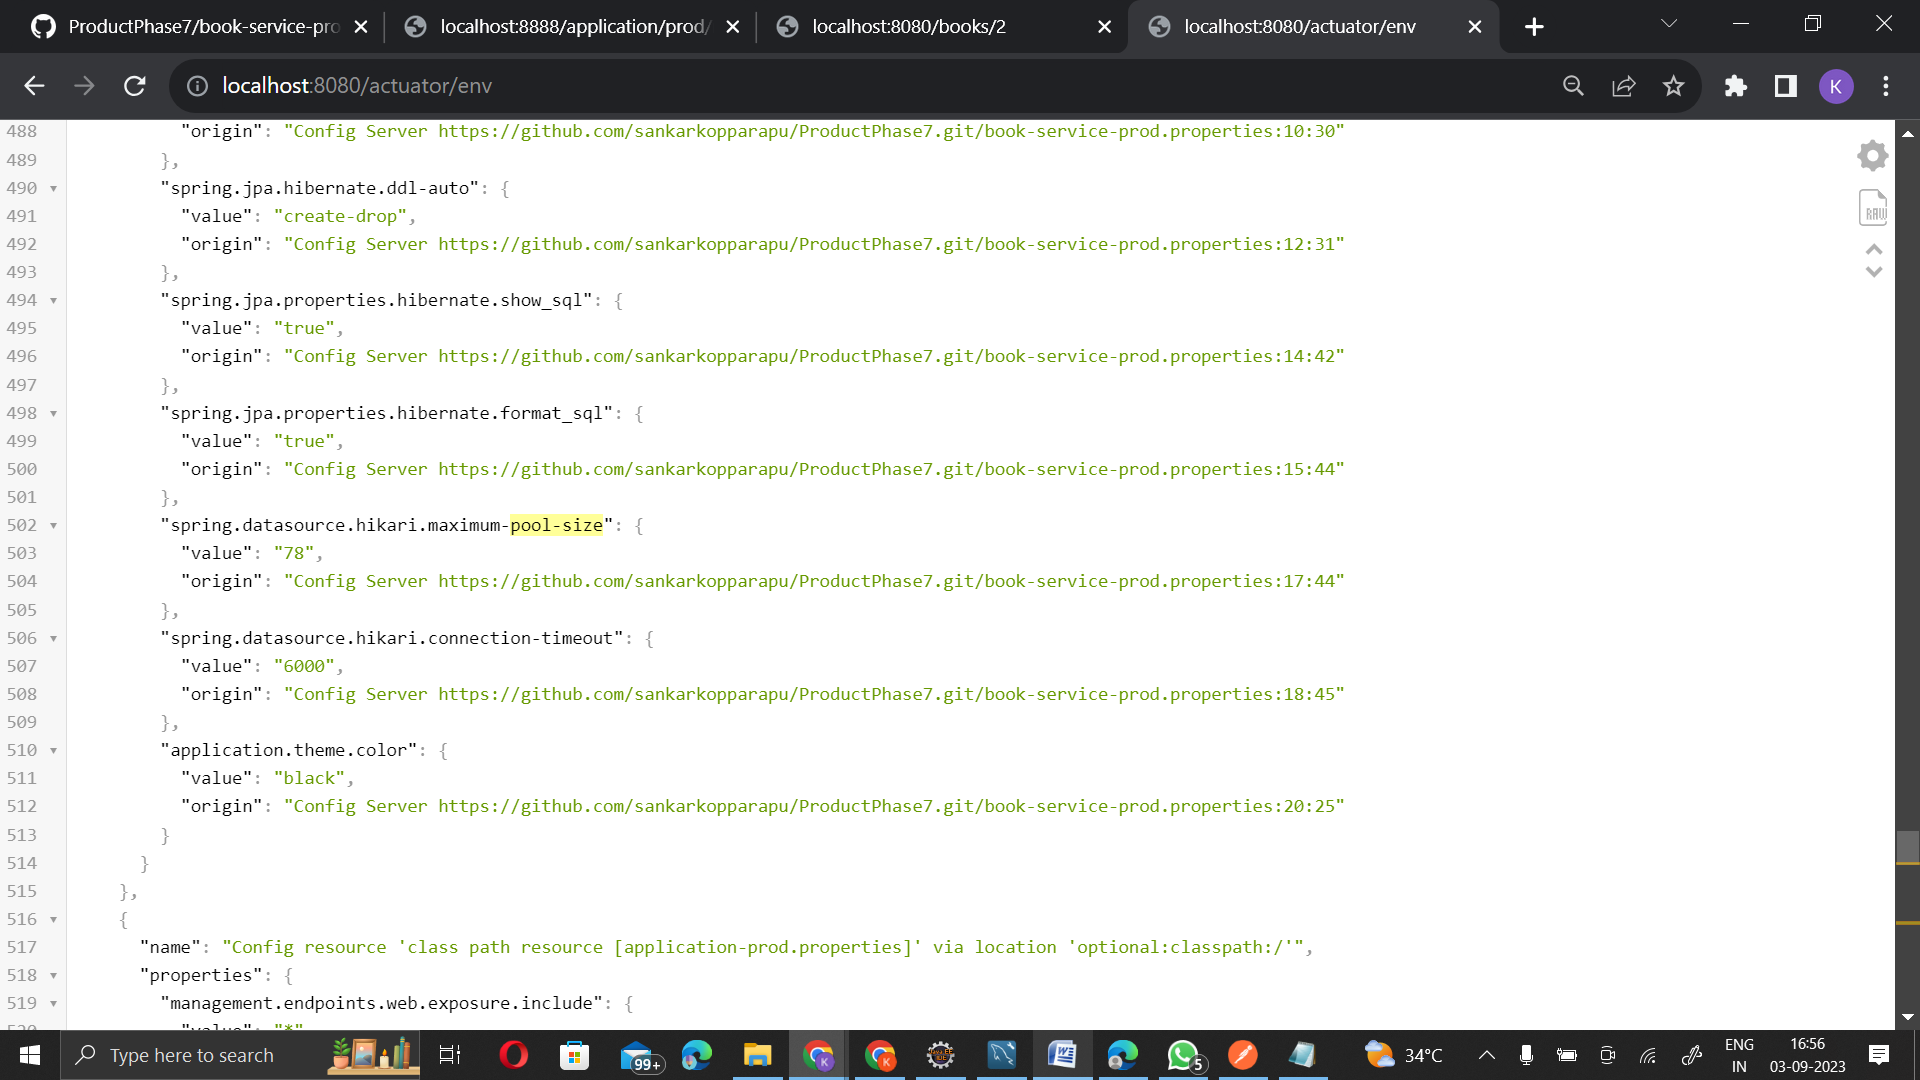 ProductPhase7/book-service-pro
localhost:8888/application/prod/
localhost:8080/books/2
localhost:8080/actuator/env
localhost:8080/actuator/env
K
488 "origin": "Config Server https://github.com/sankarkopparapu/ProductPhase7.git/book-service-prod.properties:10:30"
489 },
490 "spring.jpa.hibernate.ddl-auto": {
491 "value": "create-drop",
492 "origin": "Config Server https://github.com/sankarkopparapu/ProductPhase7.git/book-service-prod.properties:12:31"
493 },
494 "spring.jpa.properties.hibernate.show_sql": {
495 "value": "true",
496 "origin": "Config Server https://github.com/sankarkopparapu/ProductPhase7.git/book-service-prod.properties:14:42"
497 },
498 "spring.jpa.properties.hibernate.format_sql": {
499 "value": "true",
500 "origin": "Config Server https://github.com/sankarkopparapu/ProductPhase7.git/book-service-prod.properties:15:44"
501 },
502 "spring.datasource.hikari.maximum-pool-size": {
503 "value": "78",
504 "origin": "Config Server https://github.com/sankarkopparapu/ProductPhase7.git/book-service-prod.properties:17:44"
505 },
506 "spring.datasource.hikari.connection-timeout": {
507 "value": "6000",
508 "origin": "Config Server https://github.com/sankarkopparapu/ProductPhase7.git/book-service-prod.properties:18:45"
509 },
510 "application.theme.color": {
511 "value": "black",
512 "origin": "Config Server https://github.com/sankarkopparapu/ProductPhase7.git/book-service-prod.properties:20:25"
513 }
514 }
515 },
516 {
517 "name": "Config resource 'class path resource [application-prod.properties]' via location 'optional:classpath:/'",
518 "properties": {
519 "management.endpoints.web.exposure.include": {
520 "value": "*"
RAW
Type here to search
99+
K
K
5
34°C
ENG
IN
16:56
03-09-2023